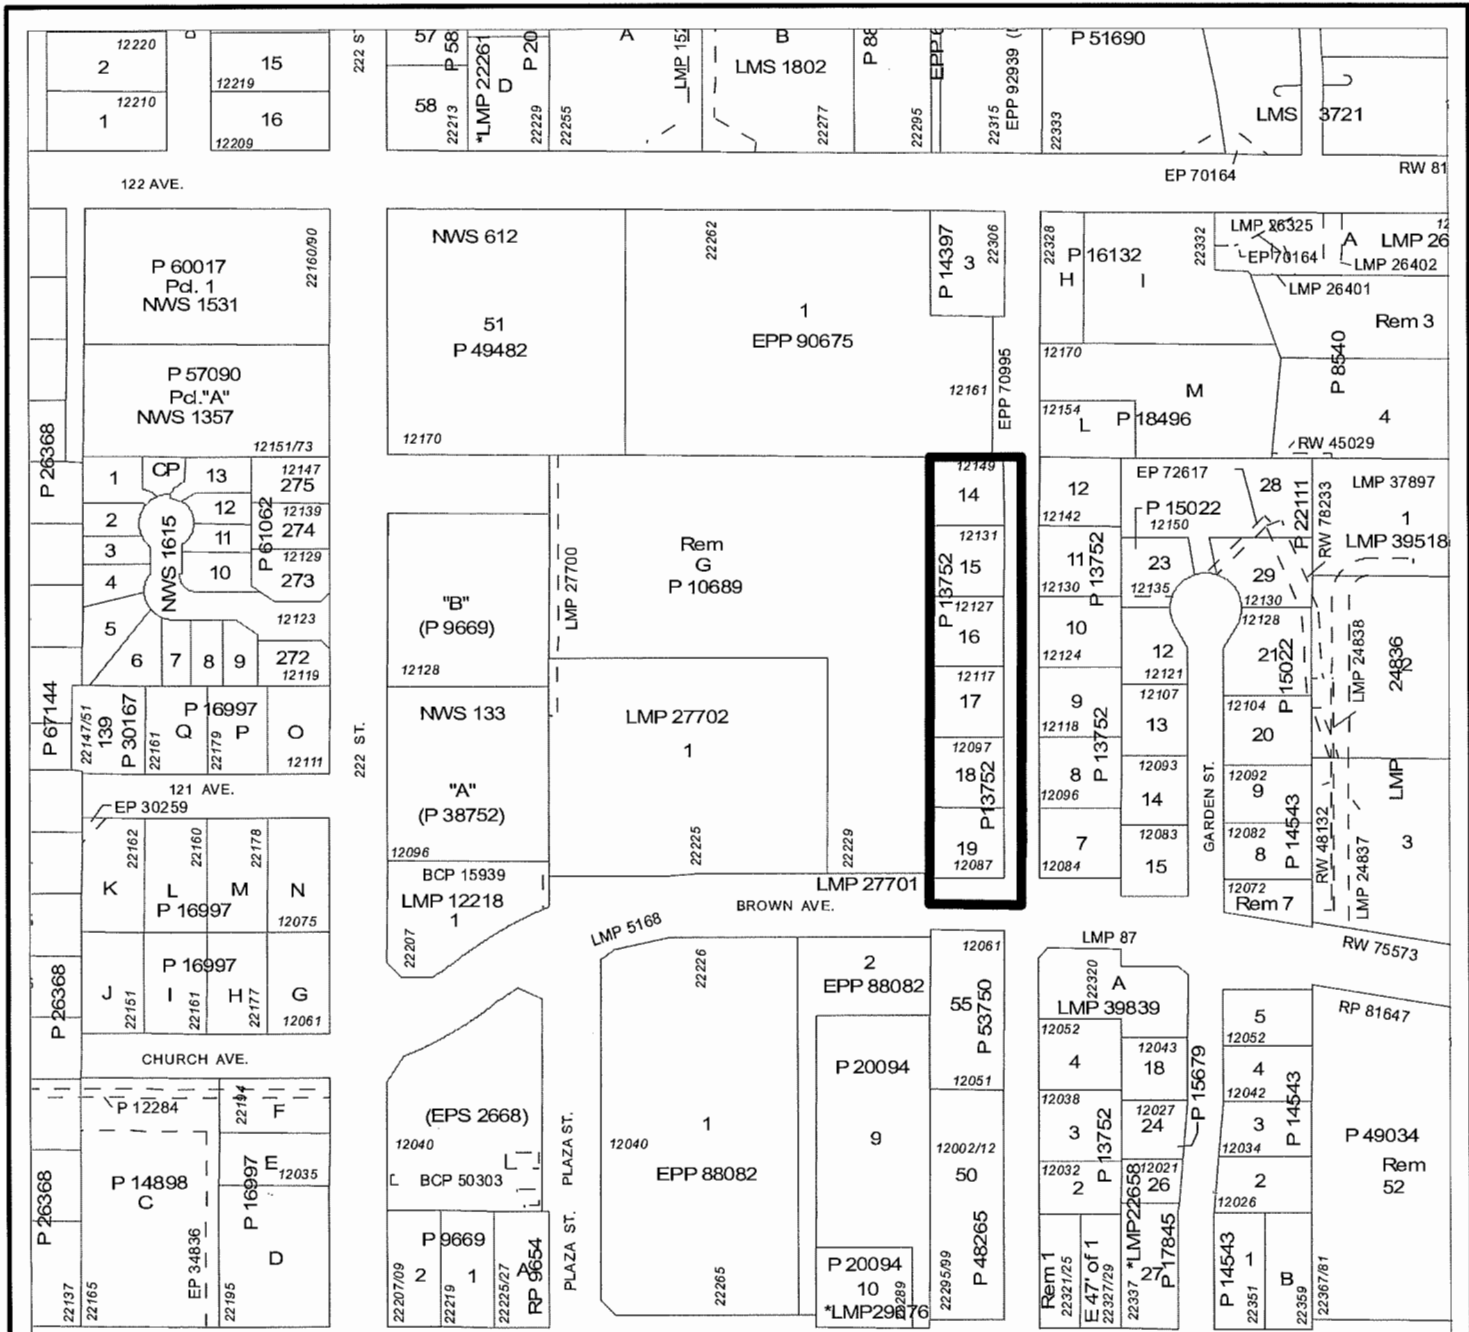 12220
2
12210
1
15
12219
16
12209
222 ST
57
58
P 58
22213
*LMP 22261
D
P 20
22229
22255
A
LMP 152
B
LMS 1802
22277
P 88
22295
EPP 6
22315
EPP 92939
22333
P 51690
LMS 3721
EP 70164
RW 81
122 AVE.
P 60017
Pcl. 1
NWS 1531
22160/90
P 57090
Pcl."A"
NWS 1357
12151/73
P 26368
NWS 612
51
P 49482
12170
22262
1
EPP 90675
12161
P 14397
3
22306
EPP 70995
22328
P 16132
H
I
22332
LMP 26325
EP 70164
A
LMP 26
LMP 26402
LMP 26401
Rem 3
P 8540
4
12170
M
12154
L
P 18496
RW 45029
1
CP
13
12147
275
2
12
12139
274
3
11
P 61062
12129
273
4
10
NWS 1615
12123
5
6
7
8
9
272
12119
P 67144
22147/51
139
P 30167
22161
P 16997
Q
22179
P
O
12111
222 ST.
"B"
(P 9669)
12128
LMP 27700
Rem
G
P 10689
NWS 133
"A"
(P 38752)
12096
LMP 27702
1
22225
22229
12149
14
12131
15
P 13752
12127
16
12117
17
12097
18
P13752
19
12087
12
12142
11
12130
P 13752
10
12124
9
12118
8
P 13752
12096
7
12084
EP 72617
P 15022
12150
23
12135
12
12121
12107
13
12093
14
12083
15
GARDEN ST.
28
P 22111
RW 78233
29
12130
12128
21
P 15022
12104
20
12092
9
P 14543
12082
8
12072
Rem 7
LMP 37897
1
LMP 39518
LMP 24838
24836
2
LMP
3
RW 48132
LMP 24837
121 AVE.
EP 30259
22162
22160
22178
K
L
M
N
P 16997
12075
P 26368
P 16997
J
22151
I
22161
H
22177
G
12061
BCP 15939
LMP 12218
1
22207
LMP 27701
BROWN AVE.
LMP 5168
LMP 87
RW 75573
22226
2
EPP 88082
12061
55
P 53750
12051
22320
A
LMP 39839
5
12052
RP 81647
CHURCH AVE.
P 12284
22194
F
P 26368
P 14898
C
E
12035
P 16997
D
EP 34836
22137
22165
22195
(EPS 2668)
12040
BCP 50303
PLAZA ST.
PLAZA ST.
P 9669
2
1
A
RP 9654
22207/09
22219
22225/27
12040
1
EPP 88082
22265
P 20094
9
P 20094
10
*LMP29676
22289
12002/12
50
P 48265
22295/99
12052
4
12038
3
P 13752
12032
2
Rem 1
22321/25
E 47' of 1
22327/29
12043
18
P 15679
12027
24
12021
26
*LMP22658
22337
27
P 17845
4
12042
3
P 14543
12034
2
12026
P 14543
1
22351
B
22359
22367/81
P 49034
Rem
52